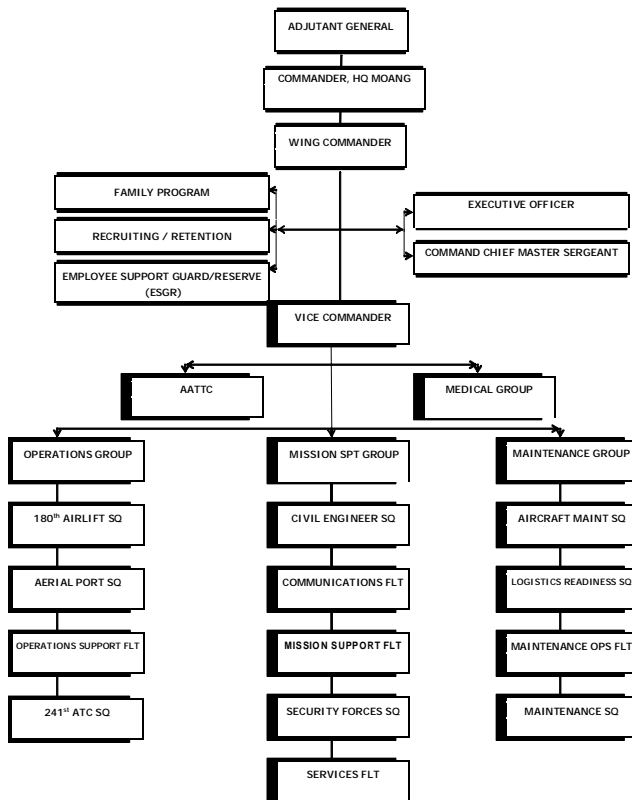 ADJUTANT GENERAL
COMMANDER, HQ MOANG
WING COMMANDER
FAMILY PROGRAM
EXECUTIVE OFFICER
RECRUITING / RETENTION
COMMAND CHIEF MASTER SERGEANT
EMPLOYEE SUPPORT GUARD/RESERVE
(ESGR)
VICE COMMANDER
AATTC
MEDICAL GROUP
OPERATIONS GROUP
MISSION SPT GROUP
MAINTENANCE GROUP
180th AIRLIFT SQ
CIVIL ENGINEER SQ
AIRCRAFT MAINT SQ
AERIAL PORT SQ
COMMUNICATIONS FLT
LOGISTICS READINESS SQ
OPERATIONS SUPPORT FLT
MISSION SUPPORT FLT
MAINTENANCE OPS FLT
241st ATC SQ
SECURITY FORCES SQ
MAINTENANCE SQ
SERVICES FLT